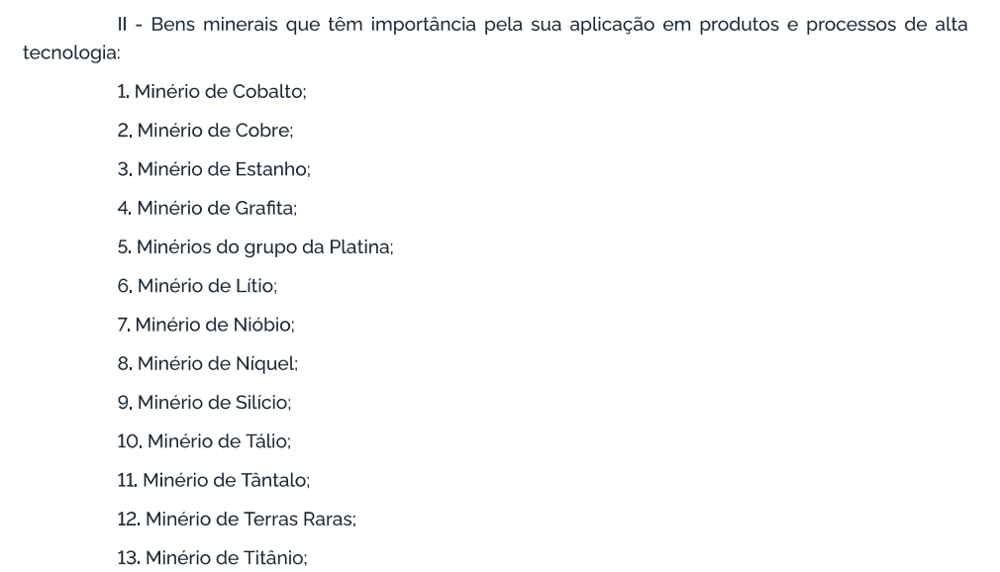 II - Bens minerais que têm importância pela sua aplicação em produtos e processos de alta
tecnologia:
1. Minério de Cobalto;
2. Minério de Cobre;
3. Minério de Estanho;
4. Minério de Grafita;
5. Minérios do grupo da Platina;
6. Minério de Lítio;
7. Minério de Nióbio;
8. Minério de Níquel;
9. Minério de Silício;
10. Minério de Tálio;
11. Minério de Tântalo;
12. Minério de Terras Raras;
13. Minério de Titânio;